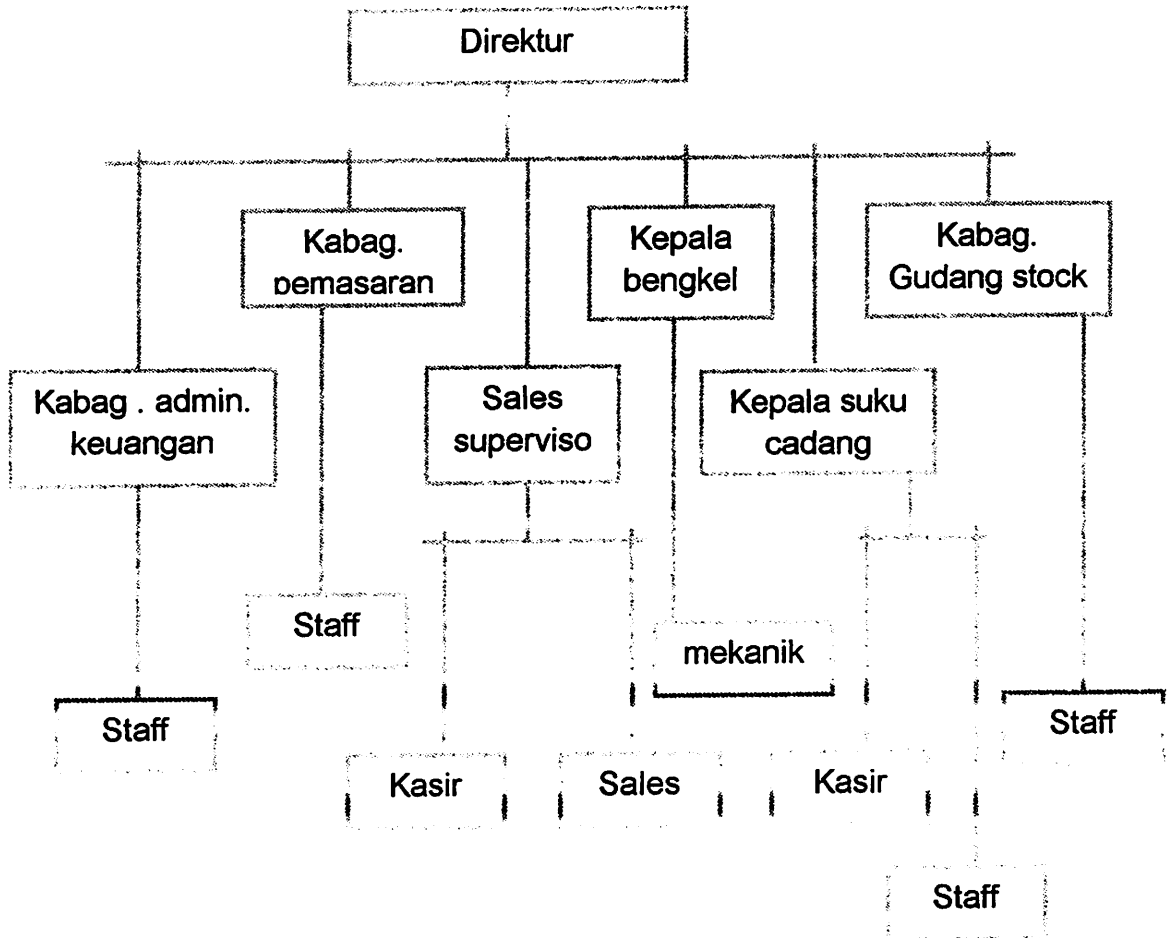 Direktur
Kabag.
pemasaran
Kepala
bengkel
Kabag.
Gudang stock
Kabag . admin.
keuangan
Sales
superviso
Kepala suku
cadang
Staff
mekanik
Staff
Staff
Kasir
Sales
Kasir
Staff